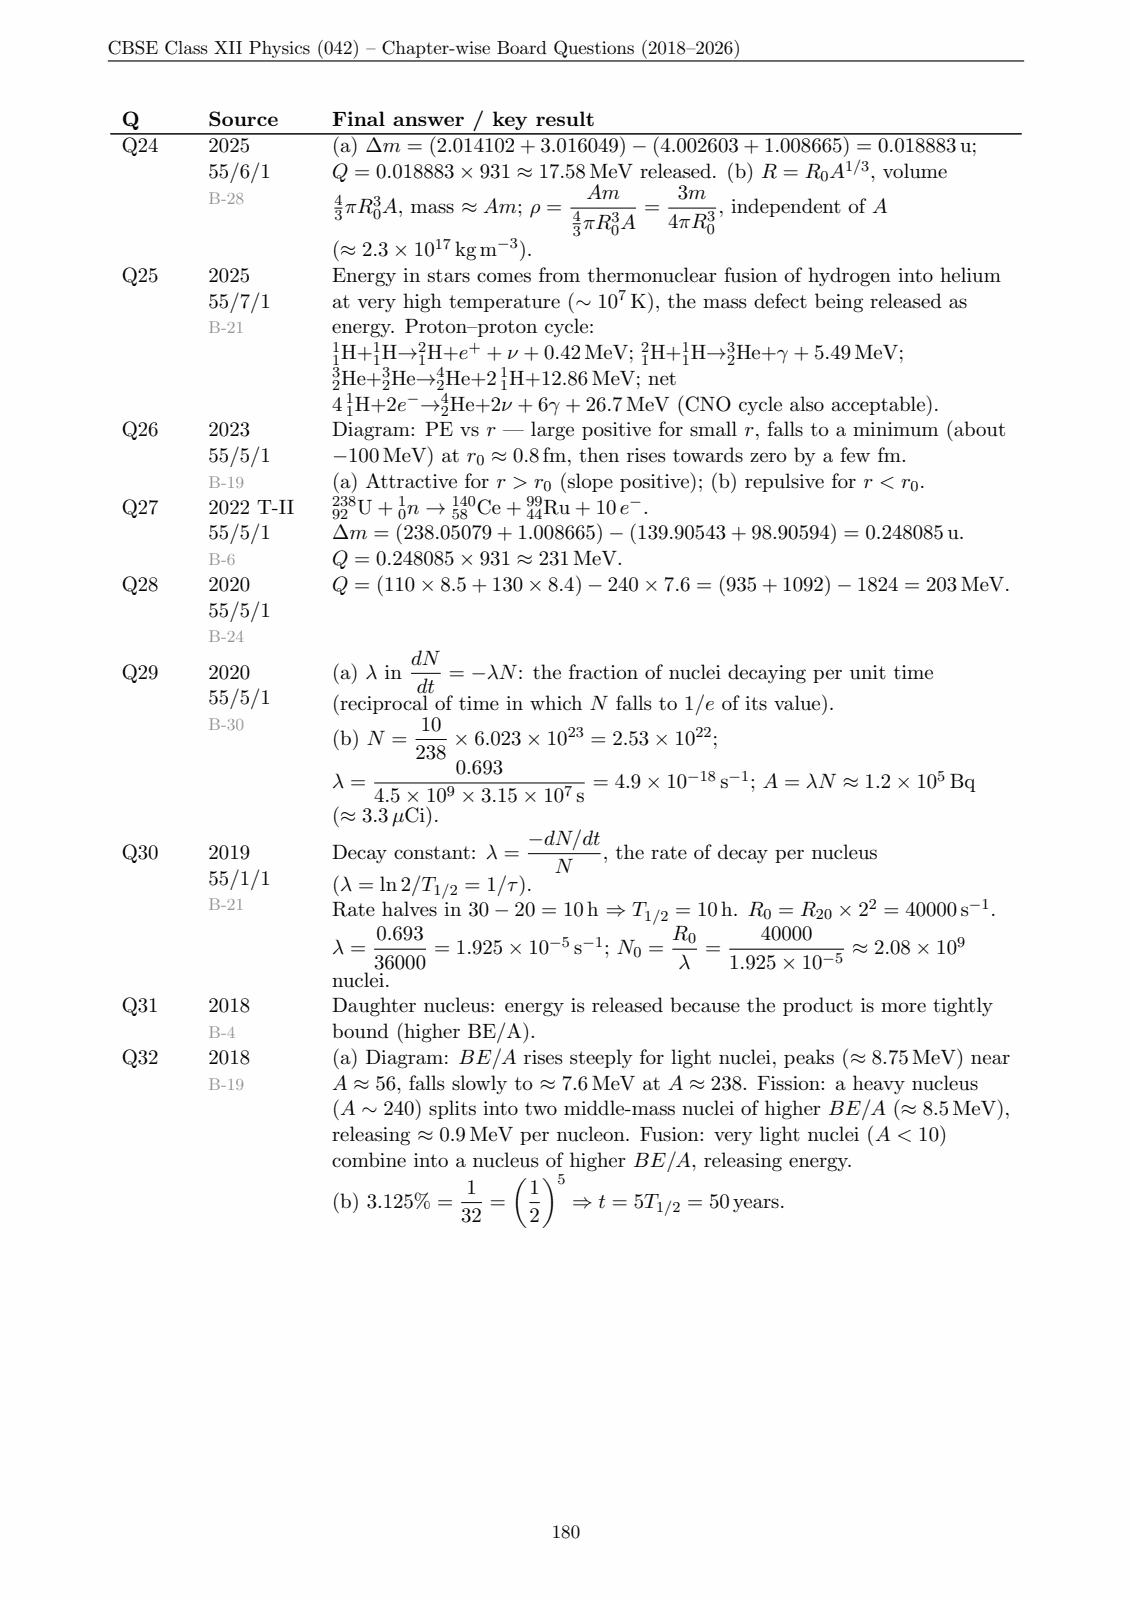 CBSE Class XII Physics (042) – Chapter-wise Board Questions (2018–2026)
Q Source Final answer / key result
Q24 2025 (a) Δm = (2.014102 + 3.016049) − (4.002603 + 1.008665) = 0.018883 u;
55/6/1 Q = 0.018883 × 931 ≈ 17.58 MeV released. (b) R = R₀A^{1/3}, volume
B-28 4/3 πR₀³A, mass ≈ Am; ρ = Am / (4/3 πR₀³A) = 3m / 4πR₀³, independent of A
(≈ 2.3 × 10¹⁷ kg m⁻³).
Q25 2025 Energy in stars comes from thermonuclear fusion of hydrogen into helium
55/7/1 at very high temperature (∼ 10⁷ K), the mass defect being released as
B-21 energy. Proton–proton cycle:
¹₁H+¹₁H→²₁H+e⁺ + ν + 0.42 MeV; ²₁H+¹₁H→³₂He+γ + 5.49 MeV;
³₂He+³₂He→⁴₂He+2 ¹₁H+12.86 MeV; net
4 ¹₁H+2e⁻→⁴₂He+2ν + 6γ + 26.7 MeV (CNO cycle also acceptable).
Q26 2023 Diagram: PE vs r — large positive for small r, falls to a minimum (about
55/5/1 −100 MeV) at r₀ ≈ 0.8 fm, then rises towards zero by a few fm.
B-19 (a) Attractive for r > r₀ (slope positive); (b) repulsive for r < r₀.
Q27 2022 T-II ²³⁸₉₂U + ¹₀n → ¹⁴⁰₅₈Ce + ⁹⁹₄₄Ru + 10 e⁻.
55/5/1 Δm = (238.05079 + 1.008665) − (139.90543 + 98.90594) = 0.248085 u.
B-6 Q = 0.248085 × 931 ≈ 231 MeV.
Q28 2020 Q = (110 × 8.5 + 130 × 8.4) − 240 × 7.6 = (935 + 1092) − 1824 = 203 MeV.
55/5/1
B-24
Q29 2020 (a) λ in dN/dt = −λN: the fraction of nuclei decaying per unit time
55/5/1 (reciprocal of time in which N falls to 1/e of its value).
B-30 (b) N = 10/238 × 6.023 × 10²³ = 2.53 × 10²²;
λ = 0.693 / (4.5 × 10⁹ × 3.15 × 10⁷ s) = 4.9 × 10⁻¹⁸ s⁻¹; A = λN ≈ 1.2 × 10⁵ Bq
(≈ 3.3 μCi).
Q30 2019 Decay constant: λ = (−dN/dt)/N, the rate of decay per nucleus
55/1/1 (λ = ln 2/T_{1/2} = 1/τ).
B-21 Rate halves in 30 − 20 = 10 h ⇒ T_{1/2} = 10 h. R₀ = R₂₀ × 2² = 40000 s⁻¹.
λ = 0.693/36000 = 1.925 × 10⁻⁵ s⁻¹; N₀ = R₀/λ = 40000 / (1.925 × 10⁻⁵) ≈ 2.08 × 10⁹
nuclei.
Q31 2018 Daughter nucleus: energy is released because the product is more tightly
B-4 bound (higher BE/A).
Q32 2018 (a) Diagram: BE/A rises steeply for light nuclei, peaks (≈ 8.75 MeV) near
B-19 A ≈ 56, falls slowly to ≈ 7.6 MeV at A ≈ 238. Fission: a heavy nucleus
(A ∼ 240) splits into two middle-mass nuclei of higher BE/A (≈ 8.5 MeV),
releasing ≈ 0.9 MeV per nucleon. Fusion: very light nuclei (A < 10)
combine into a nucleus of higher BE/A, releasing energy.
(b) 3.125% = 1/32 = (1/2)⁵ ⇒ t = 5T_{1/2} = 50 years.
180